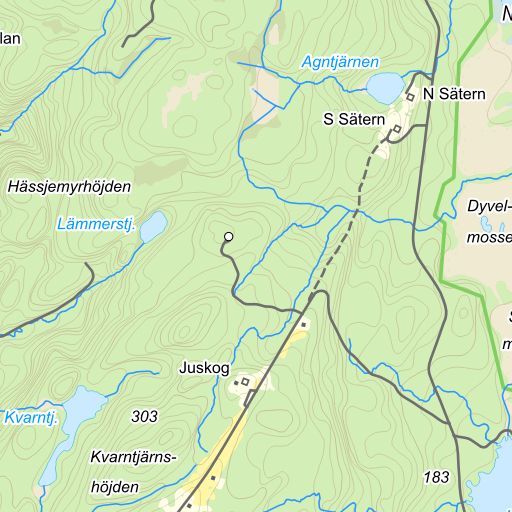 N
lan
Agntjärnen
N Sätern
S Sätern
Hässjemyrhöjden
Dyvel-
mosse
Lämmerstj.
S
m
Juskog
Kvarntj.
303
Kvarntjärns-
höjden
183